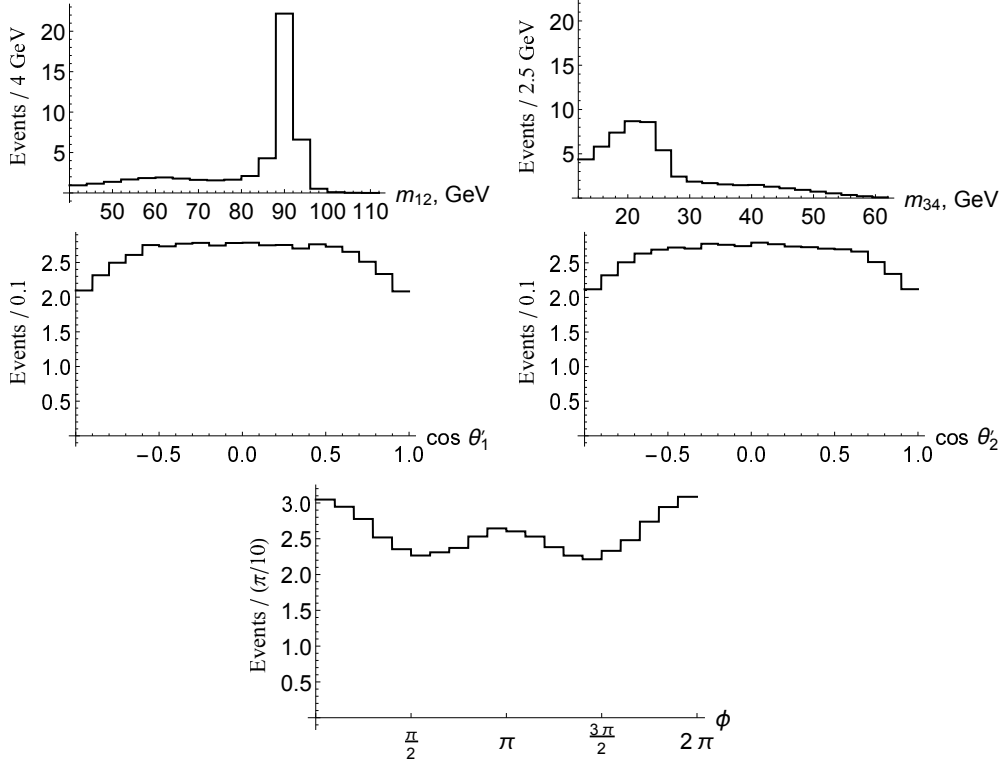 Events / 4 GeV
20
15
10
5
50 60 70 80 90 100 110
m12, GeV
Events / 2.5 GeV
20
15
10
5
20 30 40 50 60
m34, GeV
Events / 0.1
2.5
2.0
1.5
1.0
0.5
−0.5 0.0 0.5 1.0
cos θ′1
Events / 0.1
2.5
2.0
1.5
1.0
0.5
−0.5 0.0 0.5 1.0
cos θ′2
Events / (π/10)
3.0
2.5
2.0
1.5
1.0
0.5
π/2 π 3π/2 2π
ϕ